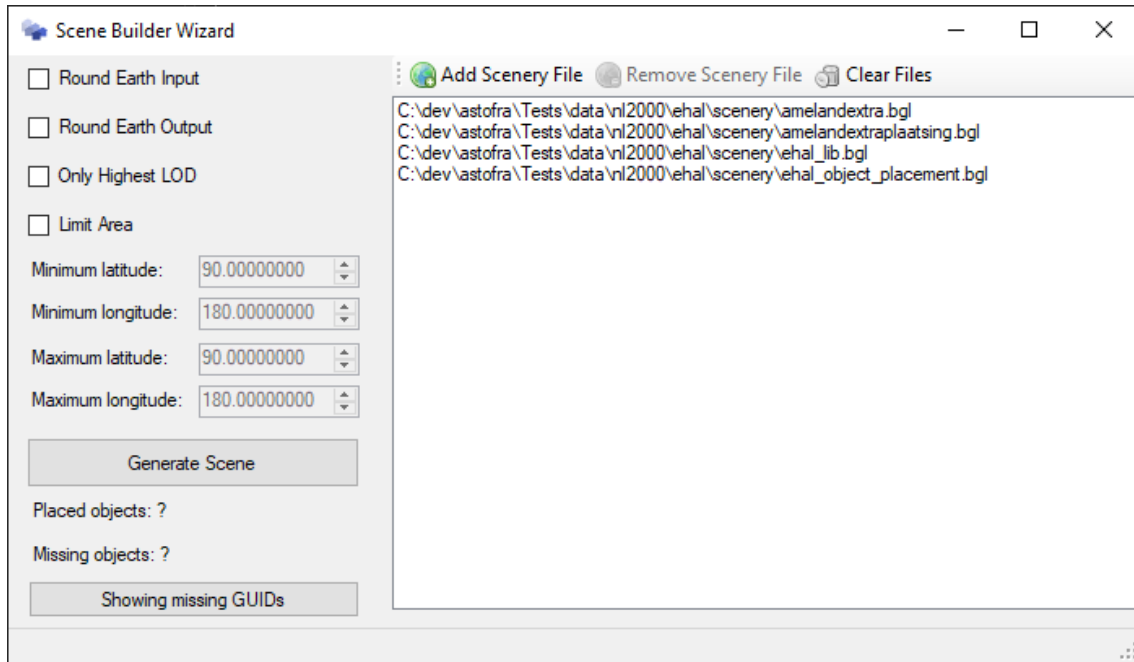 Scene Builder Wizard
Round Earth Input
Round Earth Output
Only Highest LOD
Limit Area
Minimum latitude: 90.00000000
Minimum longitude: 180.00000000
Maximum latitude: 90.00000000
Maximum longitude: 180.00000000
Generate Scene
Placed objects: ?
Missing objects: ?
Showing missing GUIDs
Add Scenery File Remove Scenery File Clear Files
C:\dev\astofra\Tests\data\nl2000\ehal\scenery\amelandextra.bgl
C:\dev\astofra\Tests\data\nl2000\ehal\scenery\amelandextraplaatsing.bgl
C:\dev\astofra\Tests\data\nl2000\ehal\scenery\ehal_lib.bgl
C:\dev\astofra\Tests\data\nl2000\ehal\scenery\ehal_object_placement.bgl